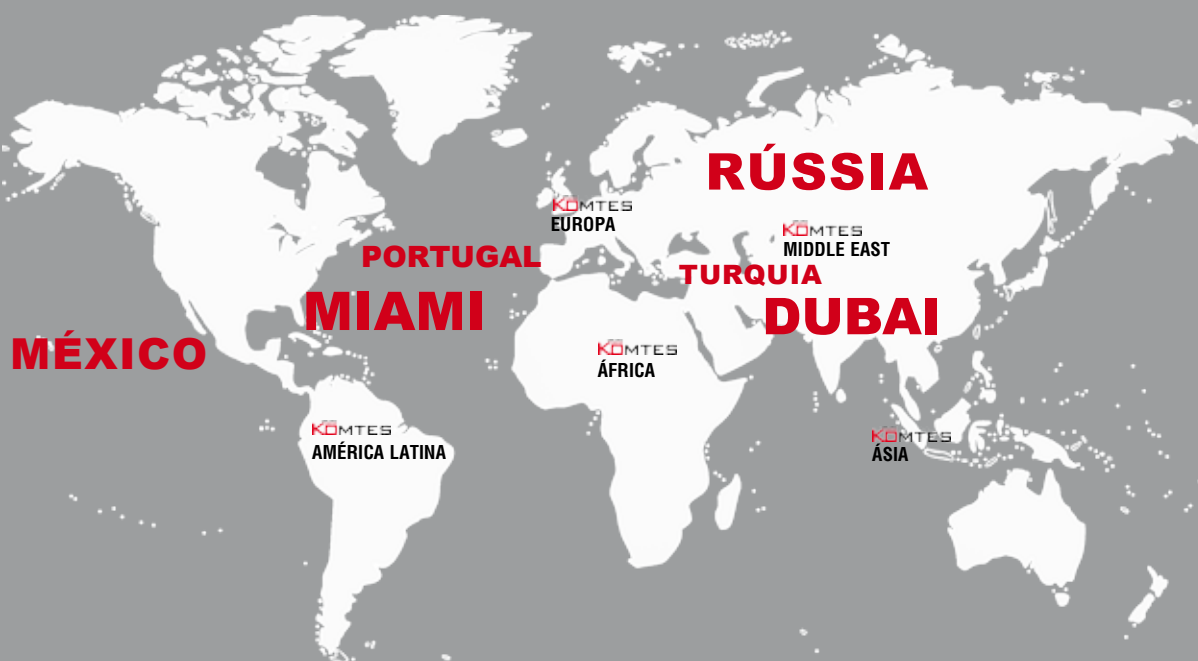 RÚSSIA
KOMTES
EUROPA
KOMTES
MIDDLE EAST
PORTUGAL
TURQUIA
MIAMI
DUBAI
MÉXICO
KOMTES
ÁFRICA
KOMTES
AMÉRICA LATINA
KOMTES
ÁSIA